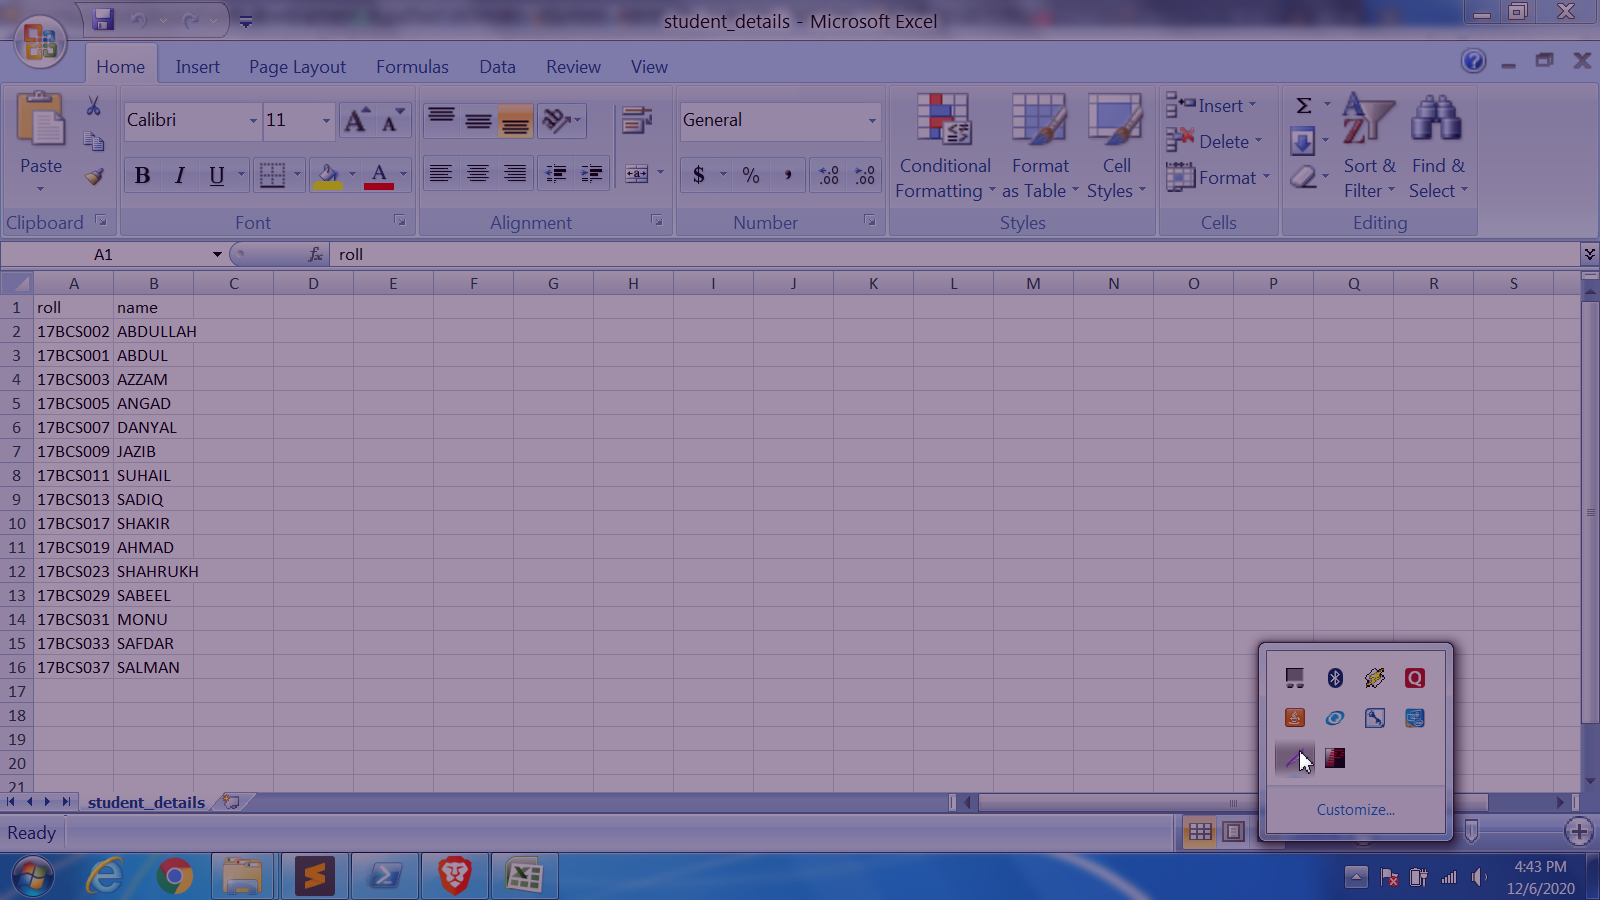 student_details - Microsoft Excel
Home Insert Page Layout Formulas Data Review View
Calibri 11 General Insert
Paste B I U $ % , Conditional Formatting Format as Table Cell Styles Delete Format Σ Sort & Filter Find & Select
Clipboard Font Alignment Number Styles Cells Editing
A1 fx roll
A B C D E F G H I J K L M N O P Q R S
1 roll name
2 17BCS002 ABDULLAH
3 17BCS001 ABDUL
4 17BCS003 AZZAM
5 17BCS005 ANGAD
6 17BCS007 DANYAL
7 17BCS009 JAZIB
8 17BCS011 SUHAIL
9 17BCS013 SADIQ
10 17BCS017 SHAKIR
11 17BCS019 AHMAD
12 17BCS023 SHAHRUKH
13 17BCS029 SABEEL
14 17BCS031 MONU
15 17BCS033 SAFDAR
16 17BCS037 SALMAN
17
18
19
20
21
student_details
Customize...
Ready
4:43 PM
12/6/2020